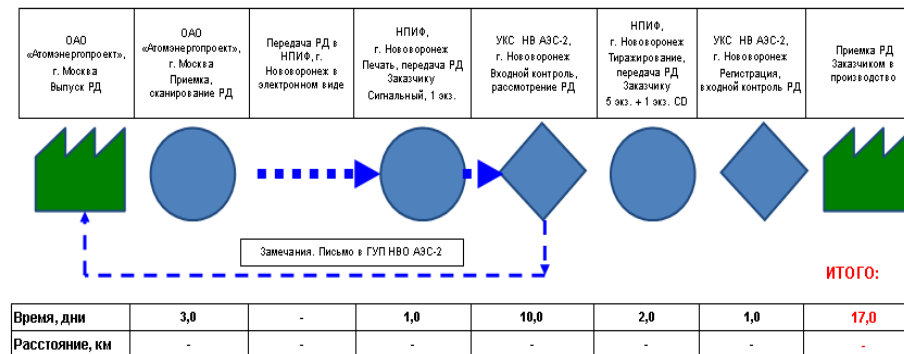 ОАО
«Атомэнергопроект»,
г. Москва
Выпуск РД
ОАО
«Атомэнергопроект»,
г. Москва
Приемка,
сканирование РД
Передача РД в
НПИФ, г.
Нововоронеж в
электронном виде
НПИФ,
г. Нововоронеж
Печать, передача РД
Заказчику
Сигнальный, 1 экз.
УКС НВ АЭС-2,
г. Нововоронеж
Входной контроль,
рассмотрение РД
НПИФ,
г. Нововоронеж
Тиражирование,
передача РД
Заказчику
5 экз. + 1 экз. CD
УКС НВ АЭС-2,
г. Нововоронеж
Регистрация,
входной контроль РД
Приемка РД
Заказчиком в
производство
Замечания. Письмо в ГУП НВО АЭС-2
ИТОГО:
Время, дни 3,0 - 1,0 10,0 2,0 1,0 17,0
Расстояние, км - - - - - - -